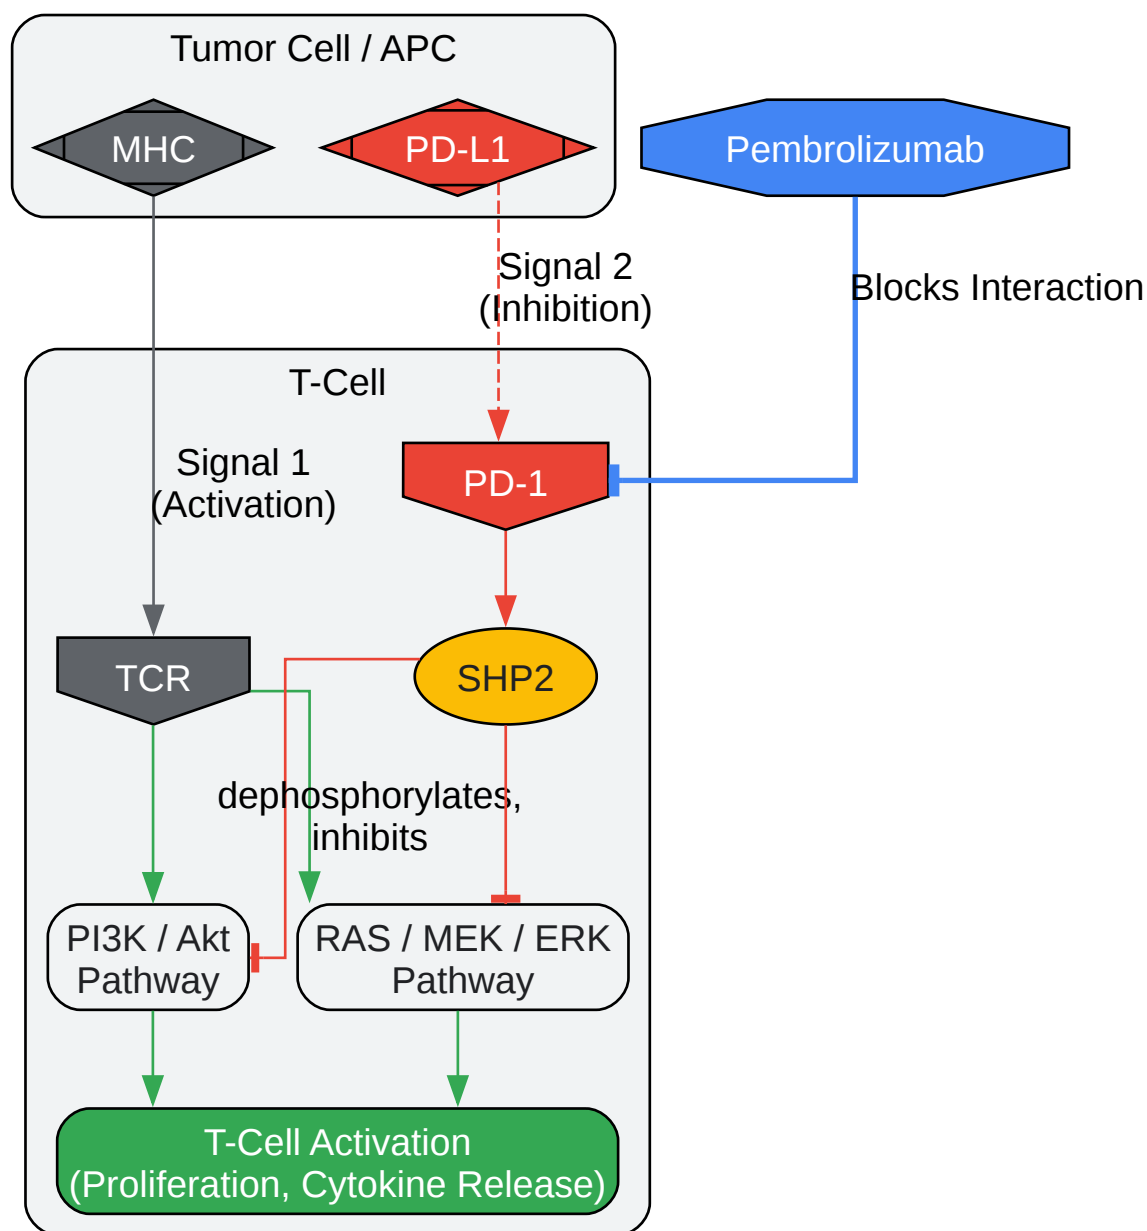 Tumor Cell / APC
MHC
PD-L1
Pembrolizumab
Signal 2
(Inhibition)
Blocks Interaction
T-Cell
Signal 1
(Activation)
PD-1
TCR
SHP2
dephosphorylates,
inhibits
PI3K / Akt
Pathway
RAS / MEK / ERK
Pathway
T-Cell Activation
(Proliferation, Cytokine Release)